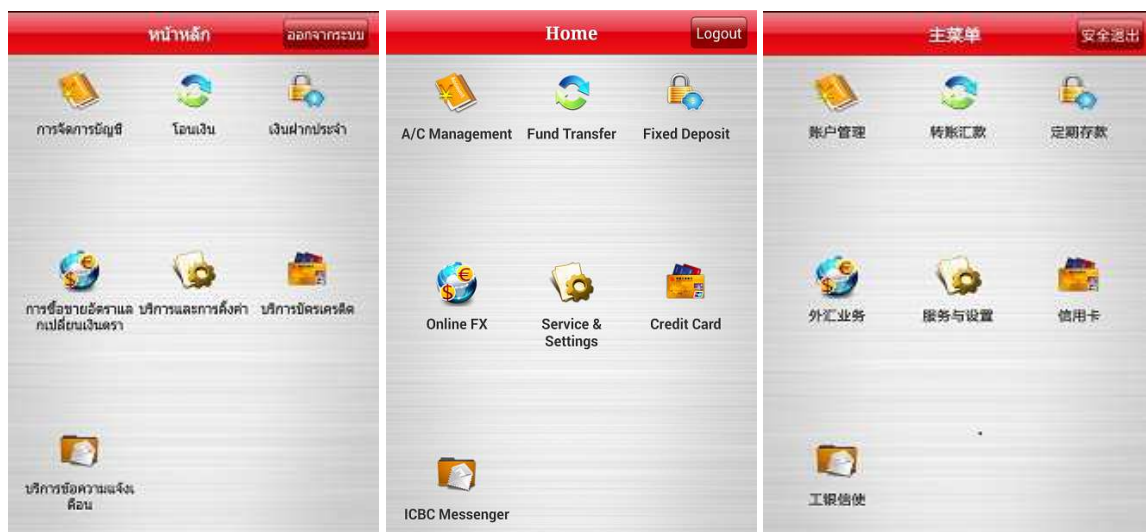 หน้าหลัก
ออกจากระบบ
การจัดการบัญชี
โอนเงิน
เงินฝากประจำ
การซื้อขายอัตราแล
กเปลี่ยนเงินตรา
บริการและการตั้งค่า
บริการบัตรเครดิต
บริการข้อความแจ้งเ
ตือน
Home
Logout
A/C Management
Fund Transfer
Fixed Deposit
Online FX
Service &
Settings
Credit Card
ICBC Messenger
主菜单
安全退出
账户管理
转账汇款
定期存款
外汇业务
服务与设置
信用卡
工银信使